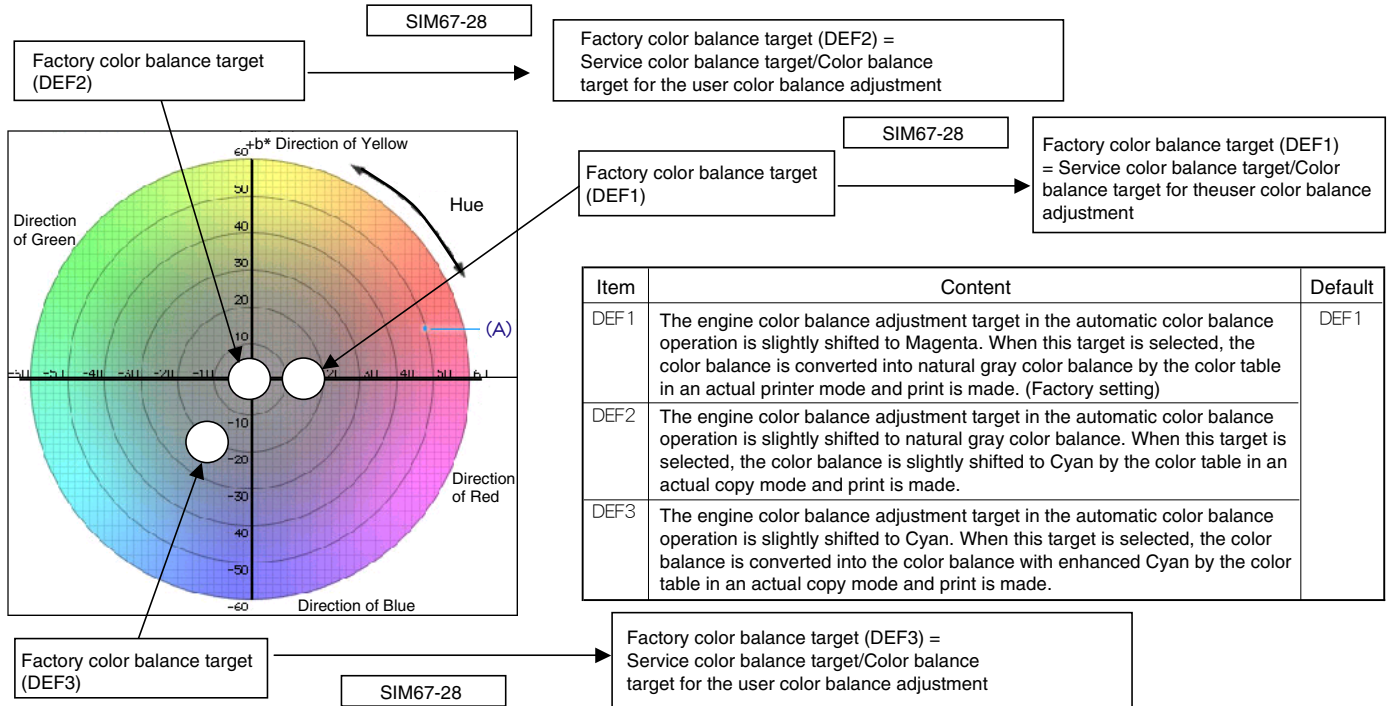 SIM67-28
Factory color balance target
(DEF2)
Factory color balance target (DEF2) =
Service color balance target/Color balance
target for the user color balance adjustment
SIM67-28
Factory color balance target (DEF1)
= Service color balance target/Color
balance target for theuser color balance
adjustment
Factory color balance target
(DEF1)
+b* Direction of Yellow
Hue
Direction
of Green
(A)
60
50
40
30
20
10
-10
-20
-30
40
-50
-60
Direction
of Red
Direction of Blue
Item Content Default
DEF1 The engine color balance adjustment target in the automatic color balance DEF1
operation is slightly shifted to Magenta. When this target is selected, the
color balance is converted into natural gray color balance by the color table
in an actual printer mode and print is made. (Factory setting)
DEF2 The engine color balance adjustment target in the automatic color balance
operation is slightly shifted to natural gray color balance. When this target is
selected, the color balance is slightly shifted to Cyan by the color table in an
actual copy mode and print is made.
DEF3 The engine color balance adjustment target in the automatic color balance
operation is slightly shifted to Cyan. When this target is selected, the color
balance is converted into the color balance with enhanced Cyan by the color
table in an actual copy mode and print is made.
Factory color balance target
(DEF3)
SIM67-28
Factory color balance target (DEF3) =
Service color balance target/Color balance
target for the user color balance adjustment